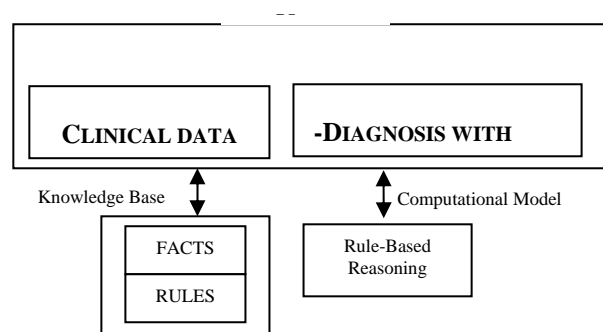 CLINICAL DATA
-DIAGNOSIS WITH
Knowledge Base
Computational Model
FACTS
RULES
Rule-Based
Reasoning